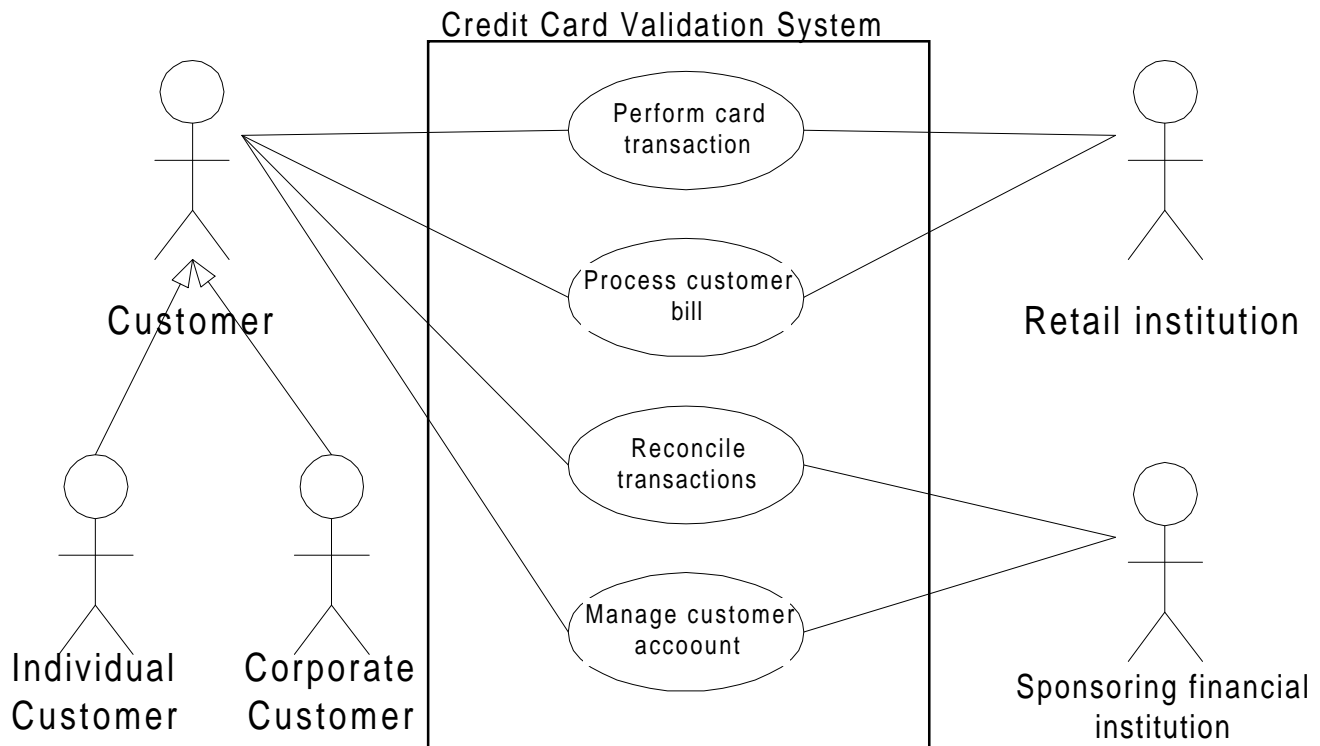 Credit Card Validation System
Perform card
transaction
Process customer
bill
Customer
Retail institution
Reconcile
transactions
Manage customer
accoount
Individual
Customer
Corporate
Customer
Sponsoring financial
institution